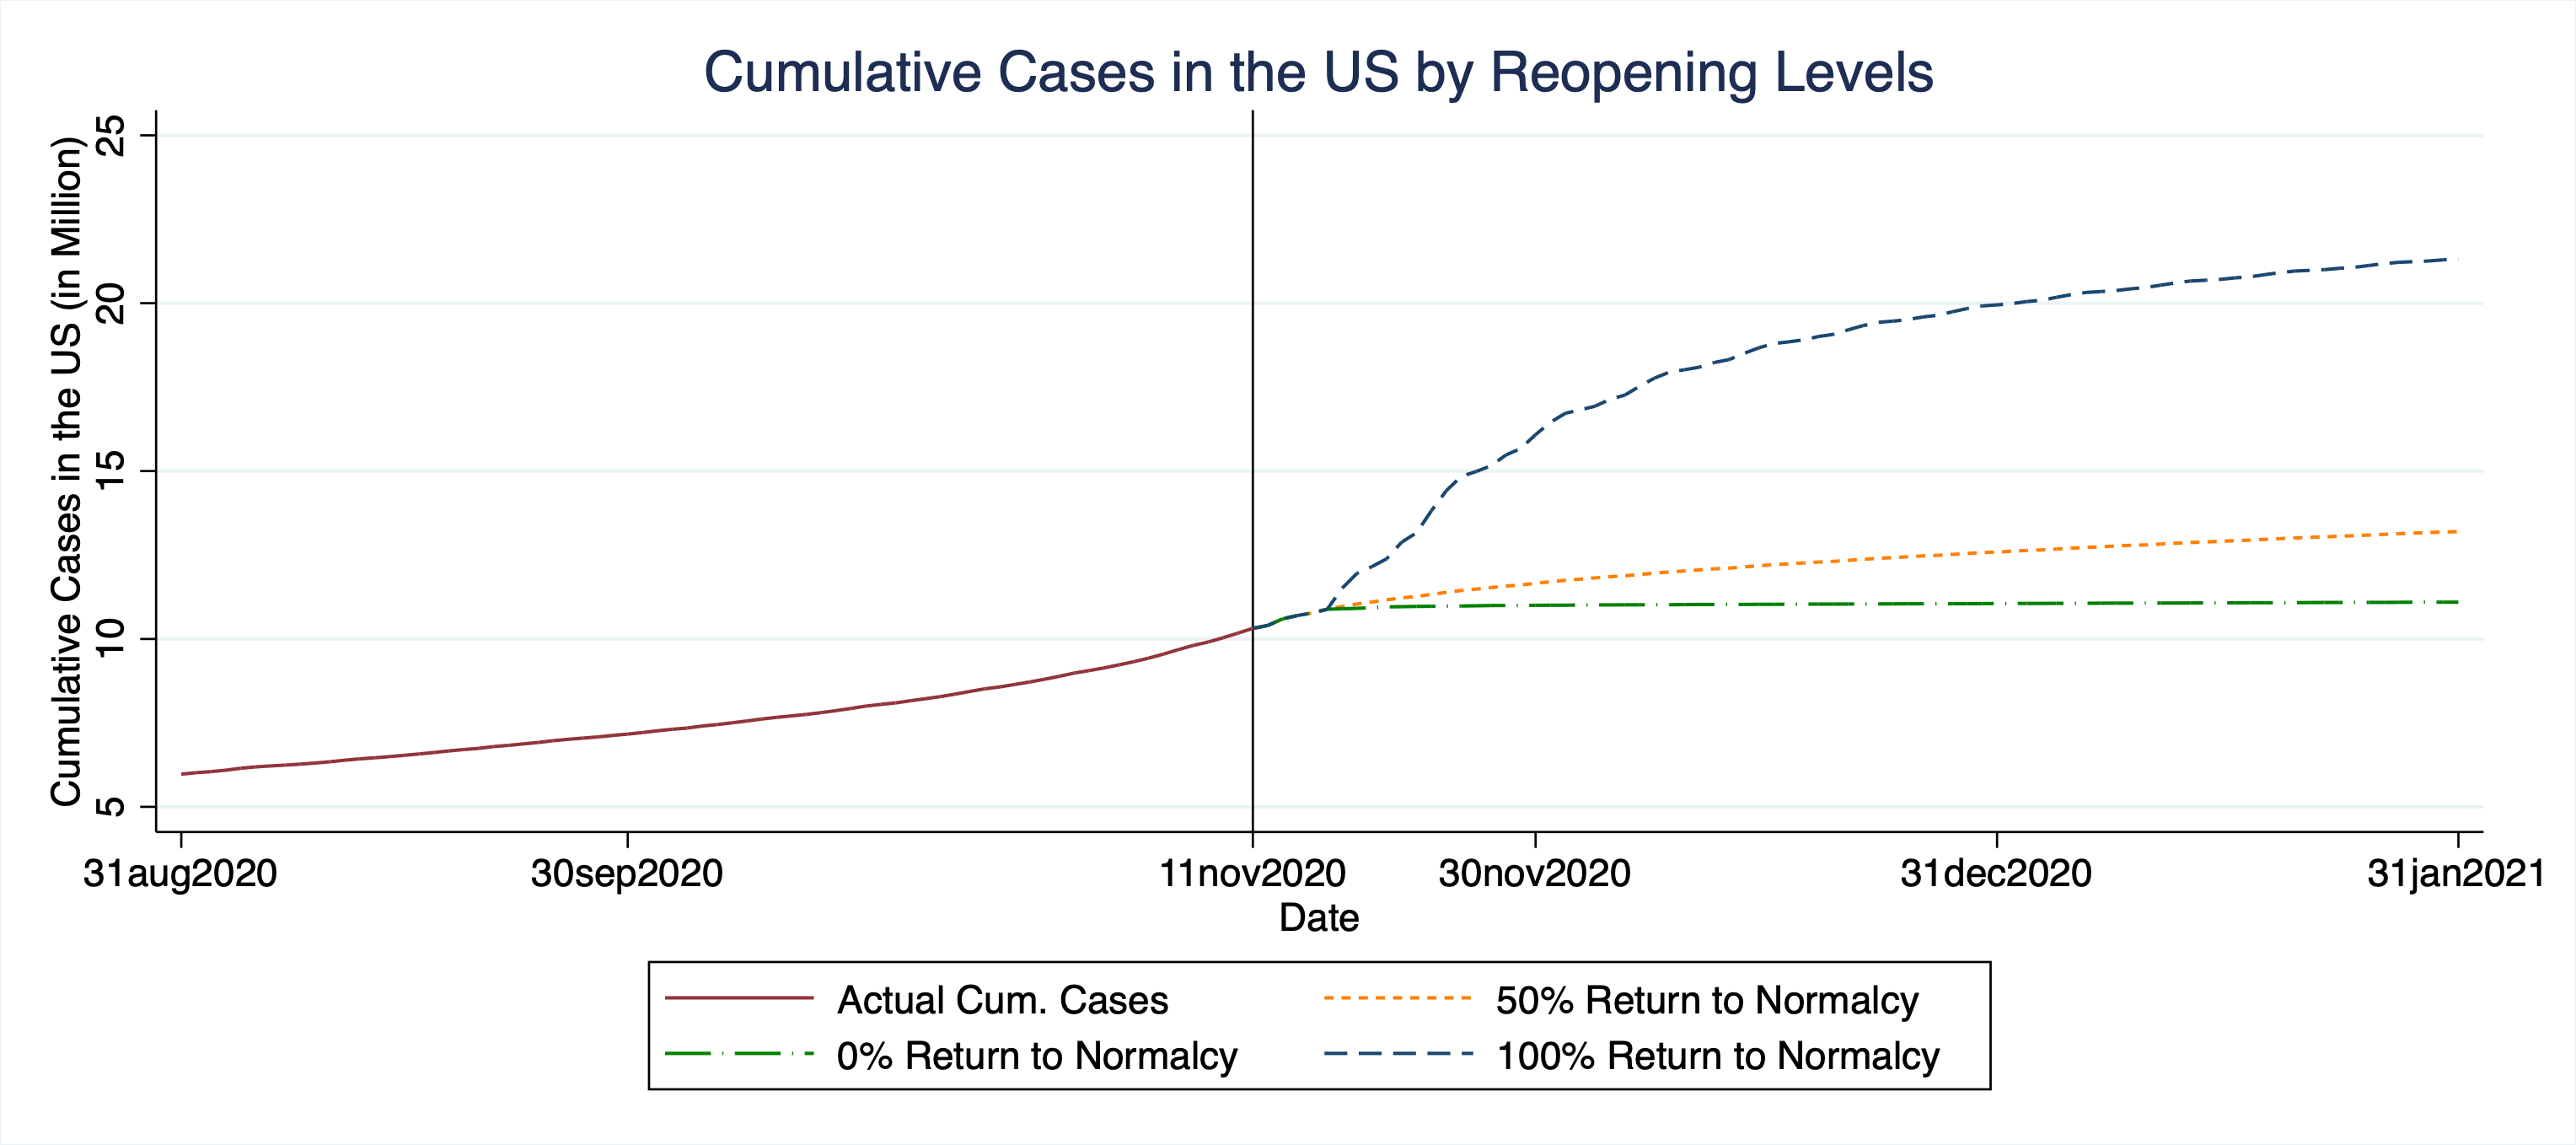 Cumulative Cases in the US by Reopening Levels
Cumulative Cases in the US (in Million)
25
20
15
10
5
31aug2020
30sep2020
11nov2020
30nov2020
31dec2020
31jan2021
Date
Actual Cum. Cases
50% Return to Normalcy
0% Return to Normalcy
100% Return to Normalcy